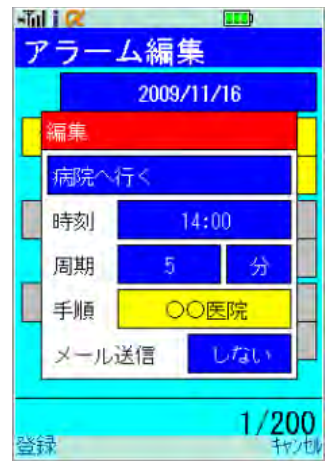 アラーム編集
2009/11/16
編集
病院へ行く
時刻 14:00
周期 5 分
手順 〇〇医院
メール送信 しない
1/200
登録 キャンセル